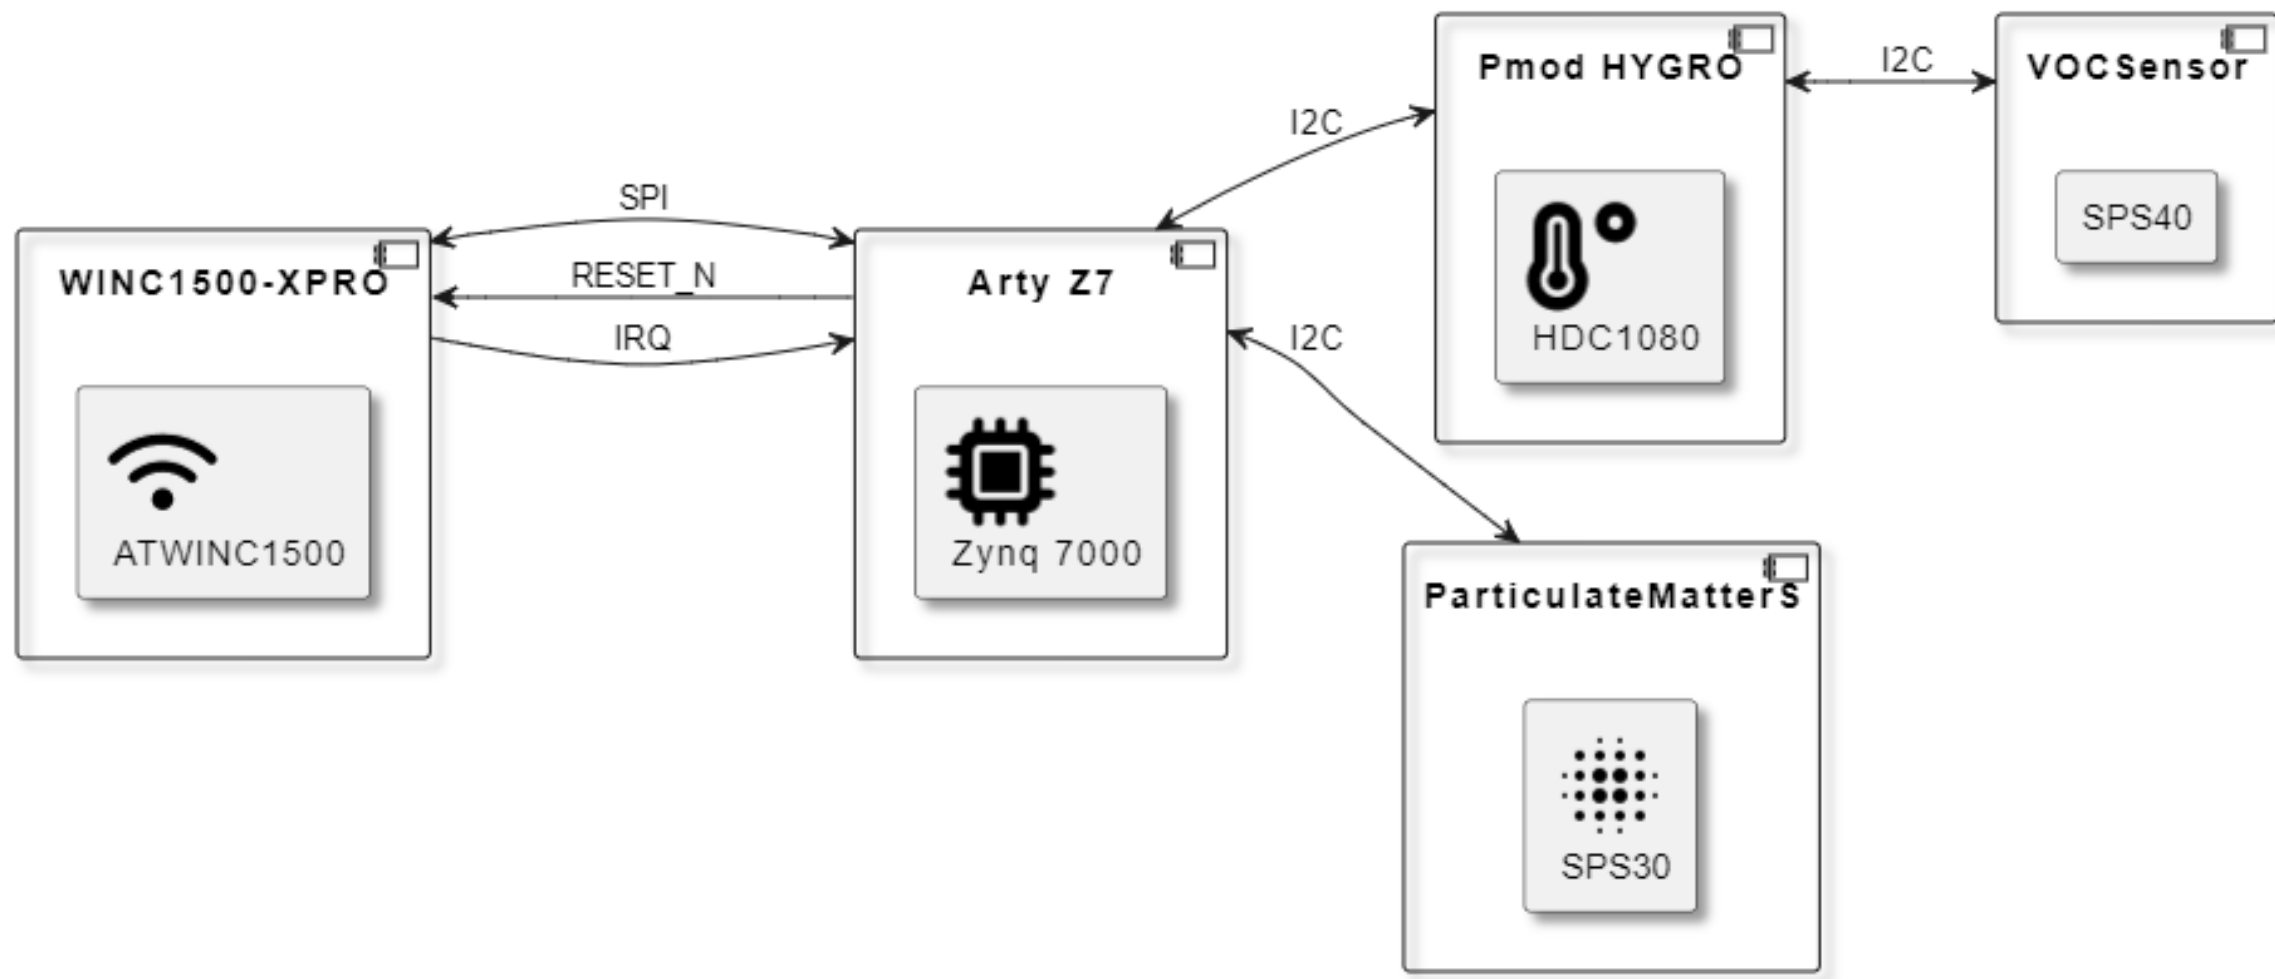 WINC1500-XPRO
ATWINC1500
SPI
RESET_N
IRQ
Arty Z7
Zynq 7000
I2C
I2C
Pmod HYGRO
HDC1080
I2C
VOCSensor
SPS40
ParticulateMatterS
SPS30